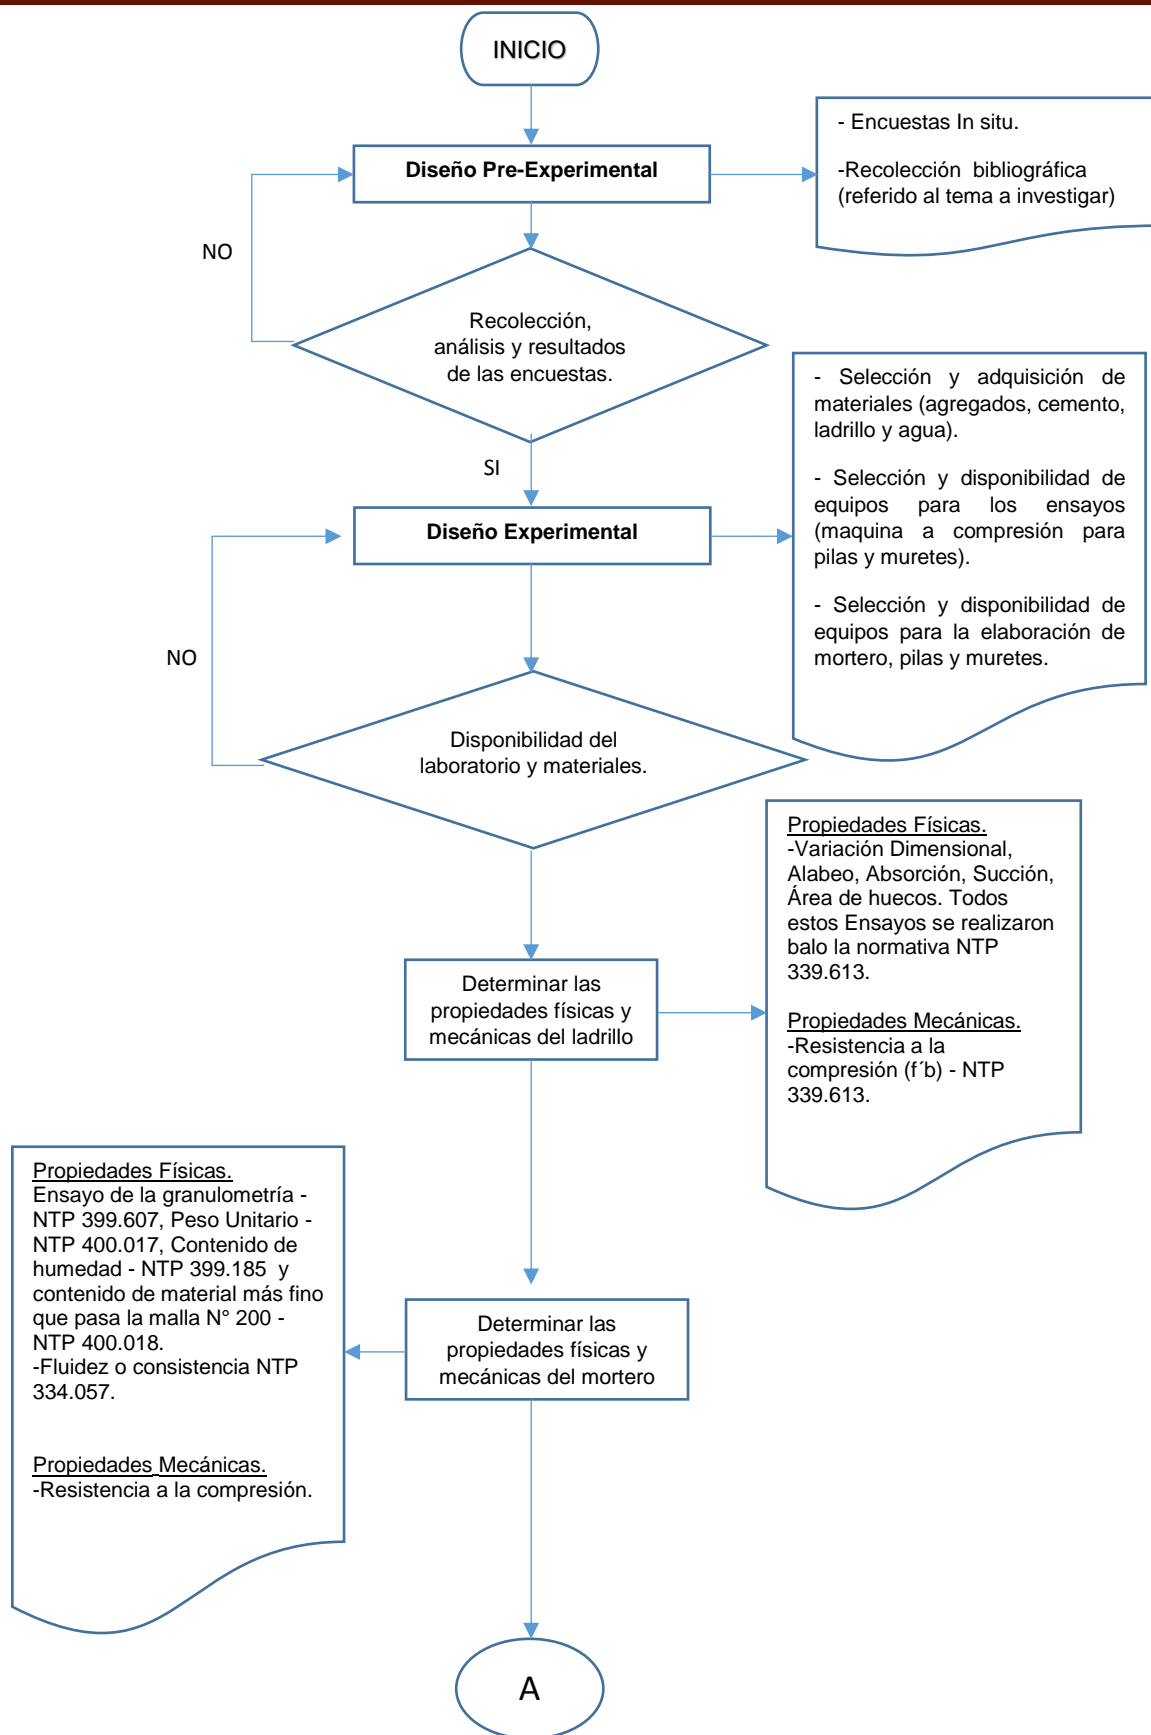 INICIO
- Encuestas In situ.
-Recolección bibliográfica
(referido al tema a investigar)
Diseño Pre-Experimental
NO
Recolección,
análisis y resultados
de las encuestas.
SI
- Selección y adquisición de
materiales (agregados, cemento,
ladrillo y agua).
- Selección y disponibilidad de
equipos para los ensayos
(maquina a compresión para
pilas y muretes).
- Selección y disponibilidad de
equipos para la elaboración de
mortero, pilas y muretes.
Diseño Experimental
NO
Disponibilidad del
laboratorio y materiales.
Propiedades Físicas.
-Variación Dimensional,
Alabeo, Absorción, Succión,
Área de huecos. Todos
estos Ensayos se realizaron
balo la normativa NTP
339.613.
Propiedades Mecánicas.
-Resistencia a la
compresión (f´b) - NTP
339.613.
Determinar las
propiedades físicas y
mecánicas del ladrillo
Propiedades Físicas.
Ensayo de la granulometría -
NTP 399.607, Peso Unitario -
NTP 400.017, Contenido de
humedad - NTP 399.185 y
contenido de material más fino
que pasa la malla N° 200 -
NTP 400.018.
-Fluidez o consistencia NTP
334.057.
Propiedades Mecánicas.
-Resistencia a la compresión.
Determinar las
propiedades físicas y
mecánicas del mortero
A